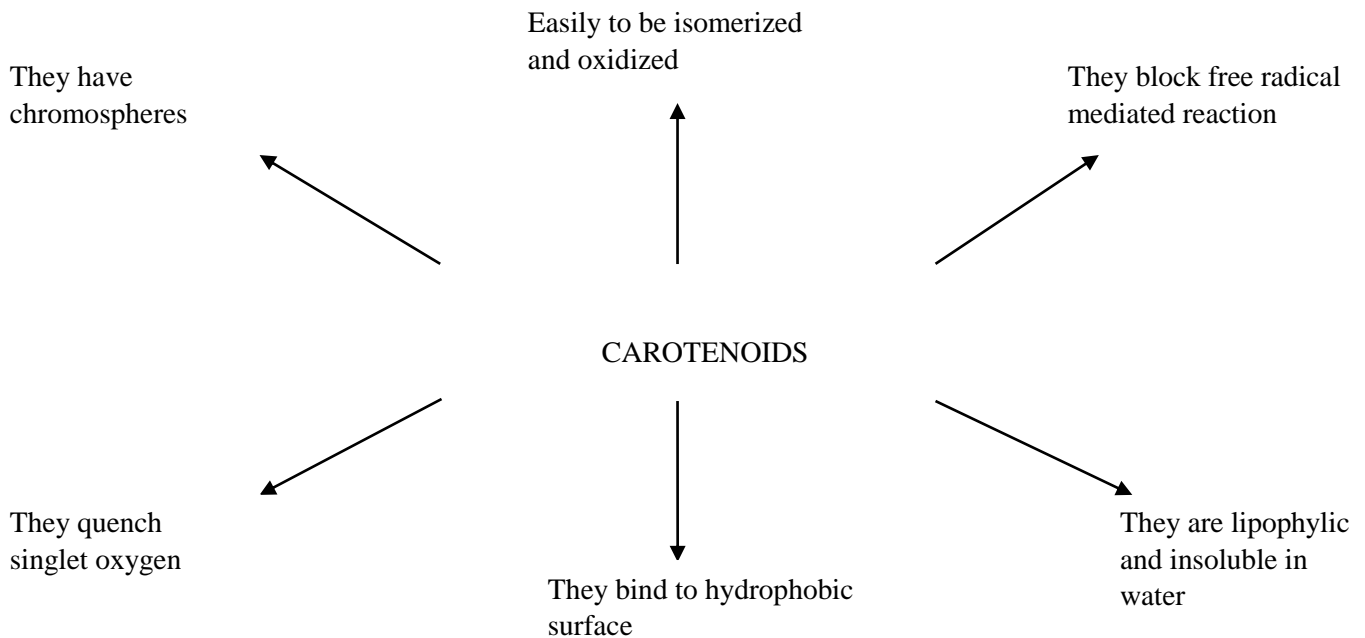 Easily to be isomerized
and oxidized
They have
chromospheres
They block free radical
mediated reaction
CAROTENOIDS
They quench
singlet oxygen
They bind to hydrophobic
surface
They are lipophylic
and insoluble in
water